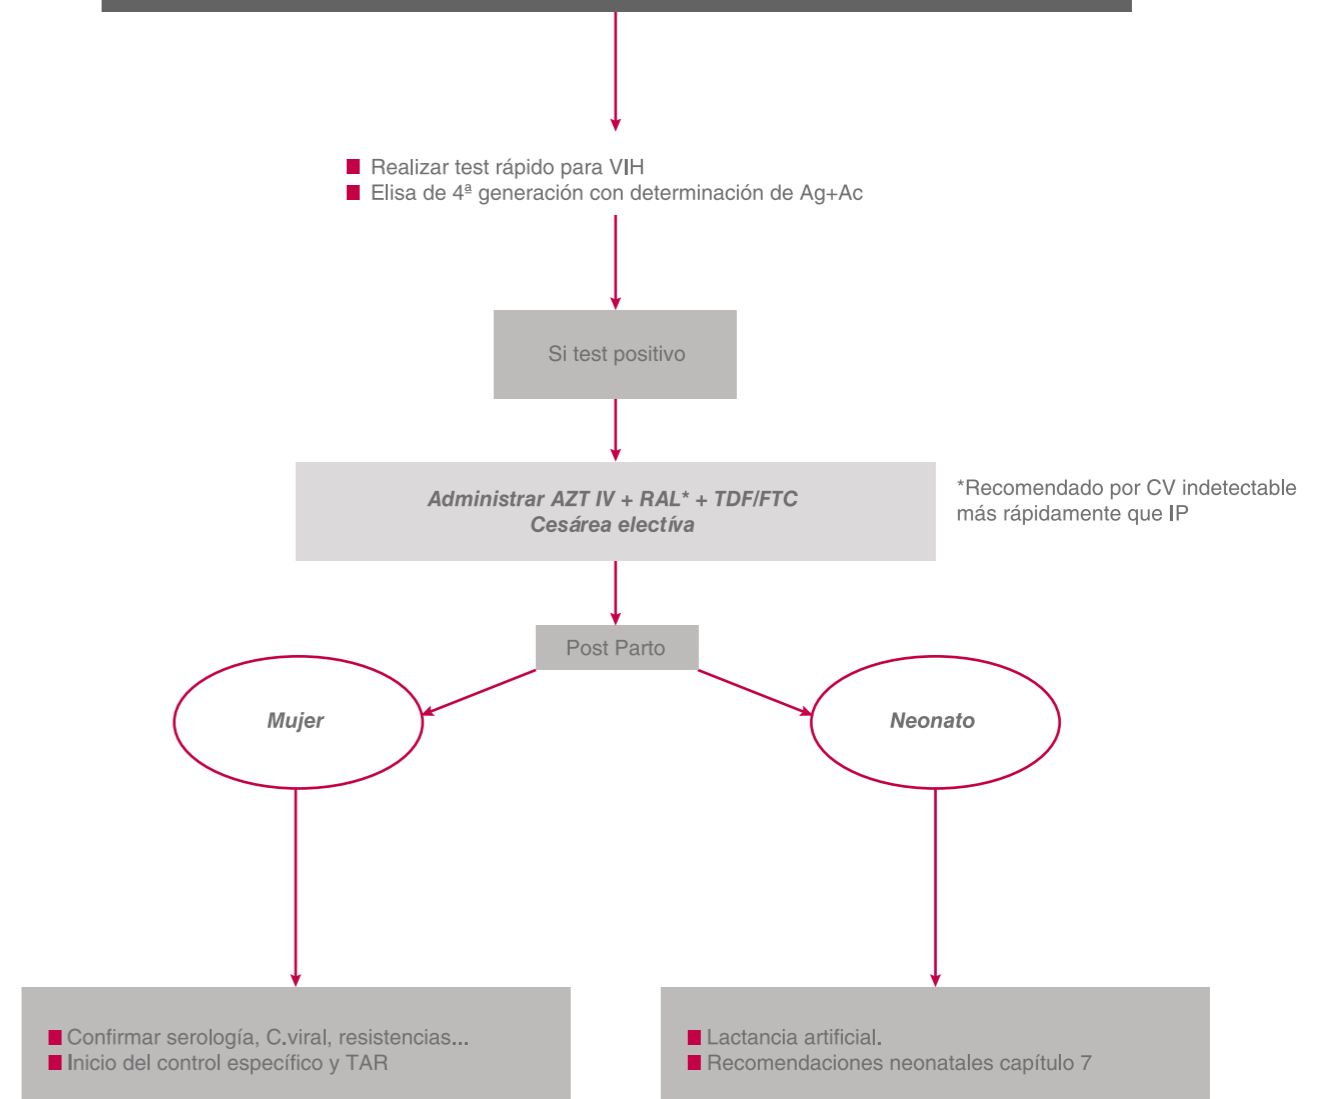 Realizar test rápido para VIH
Elisa de 4ª generación con determinación de Ag+Ac
Si test positivo
Administrar AZT IV + RAL* + TDF/FTC
Cesárea electíva
*Recomendado por CV indetectable
más rápidamente que IP
Post Parto
Mujer
Neonato
Confirmar serología, C.viral, resistencias...
Inicio del control específico y TAR
Lactancia artificial.
Recomendaciones neonatales capítulo 7